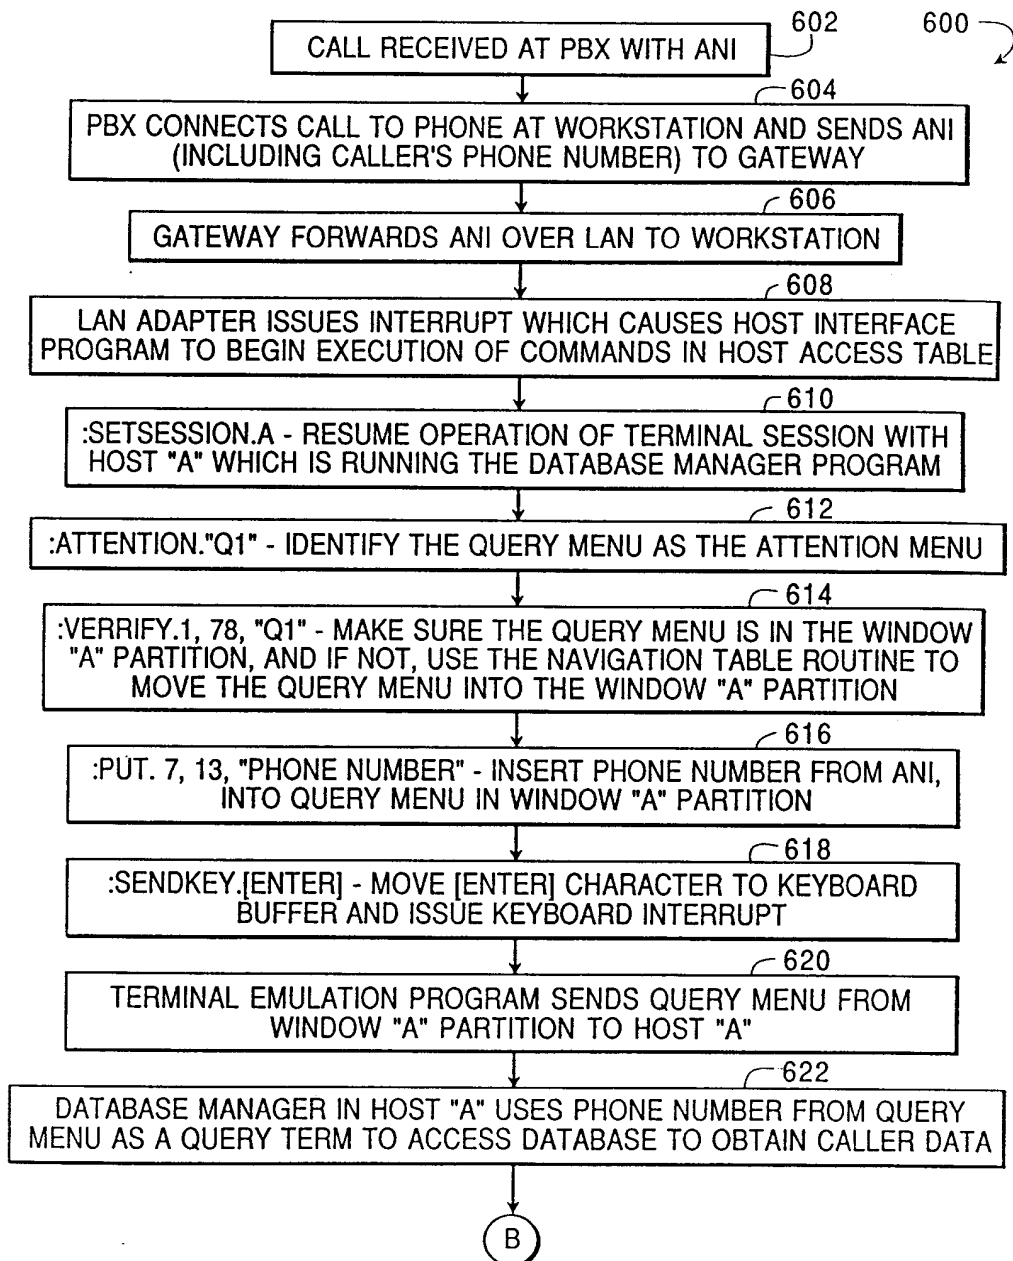 602
600
CALL RECEIVED AT PBX WITH ANI
604
PBX CONNECTS CALL TO PHONE AT WORKSTATION AND SENDS ANI
(INCLUDING CALLER'S PHONE NUMBER) TO GATEWAY
606
GATEWAY FORWARDS ANI OVER LAN TO WORKSTATION
608
LAN ADAPTER ISSUES INTERRUPT WHICH CAUSES HOST INTERFACE
PROGRAM TO BEGIN EXECUTION OF COMMANDS IN HOST ACCESS TABLE
610
:SETSESSION.A - RESUME OPERATION OF TERMINAL SESSION WITH
HOST "A" WHICH IS RUNNING THE DATABASE MANAGER PROGRAM
612
:ATTENTION."Q1" - IDENTIFY THE QUERY MENU AS THE ATTENTION MENU
614
:VERRIFY.1, 78, "Q1" - MAKE SURE THE QUERY MENU IS IN THE WINDOW
"A" PARTITION, AND IF NOT, USE THE NAVIGATION TABLE ROUTINE TO
MOVE THE QUERY MENU INTO THE WINDOW "A" PARTITION
616
:PUT. 7, 13, "PHONE NUMBER" - INSERT PHONE NUMBER FROM ANI,
INTO QUERY MENU IN WINDOW "A" PARTITION
618
:SENDKEY.[ENTER] - MOVE [ENTER] CHARACTER TO KEYBOARD
BUFFER AND ISSUE KEYBOARD INTERRUPT
620
TERMINAL EMULATION PROGRAM SENDS QUERY MENU FROM
WINDOW "A" PARTITION TO HOST "A"
622
DATABASE MANAGER IN HOST "A" USES PHONE NUMBER FROM QUERY
MENU AS A QUERY TERM TO ACCESS DATABASE TO OBTAIN CALLER DATA
B